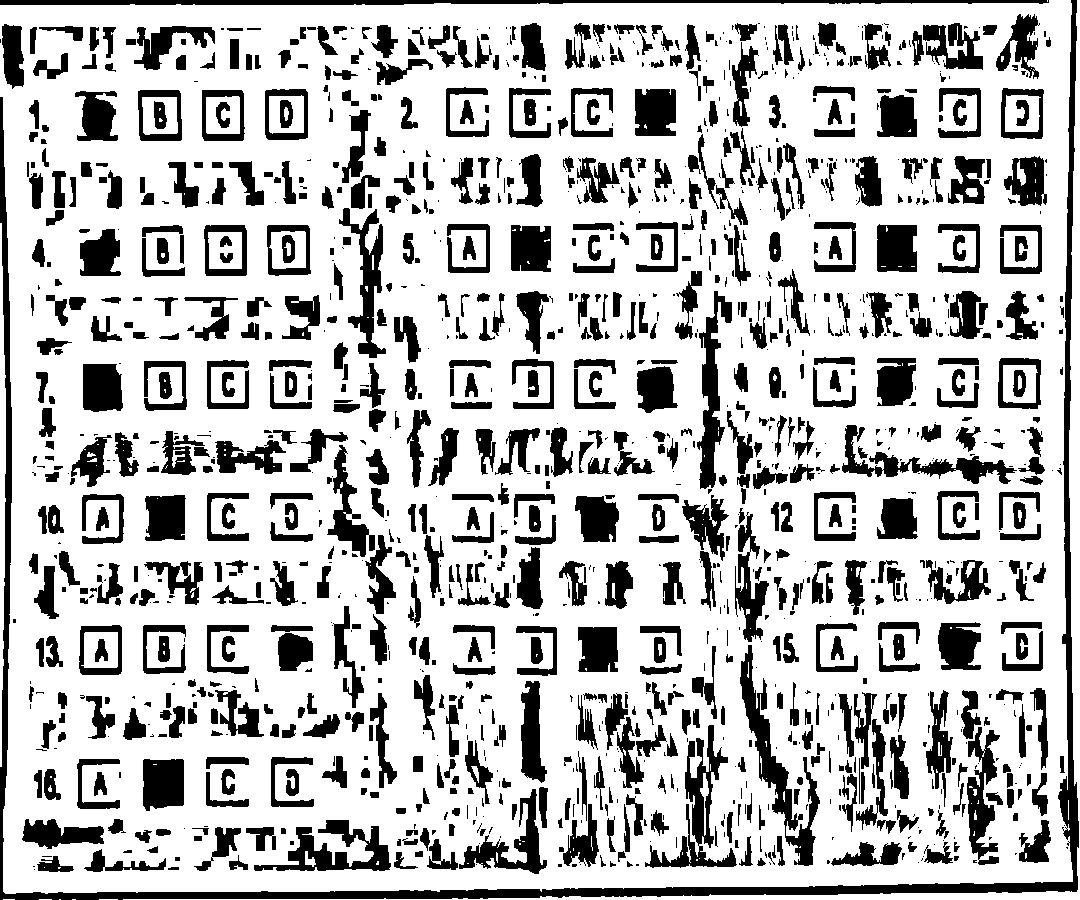 1. B C D 2. A B C 3. A C D
4. B C D 5. A C D 6. A C D
7. B C D 8. A B C 9. A C D
10. A C D 11. A B D 12 A C D
13. A B C 14. A B D 15. A B D
16. A C D